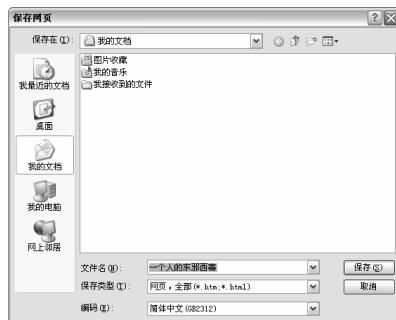 保存网页
保存在(I):
我的文档
图片收藏
我的音乐
我接收到的文件
我最近的文档
桌面
我的文档
我的电脑
网上邻居
文件名(N):
一个人的东邪西毒
保存(S)
保存类型(T):
网页，全部(*.htm;*.html)
取消
编码(E):
简体中文(GB2312)